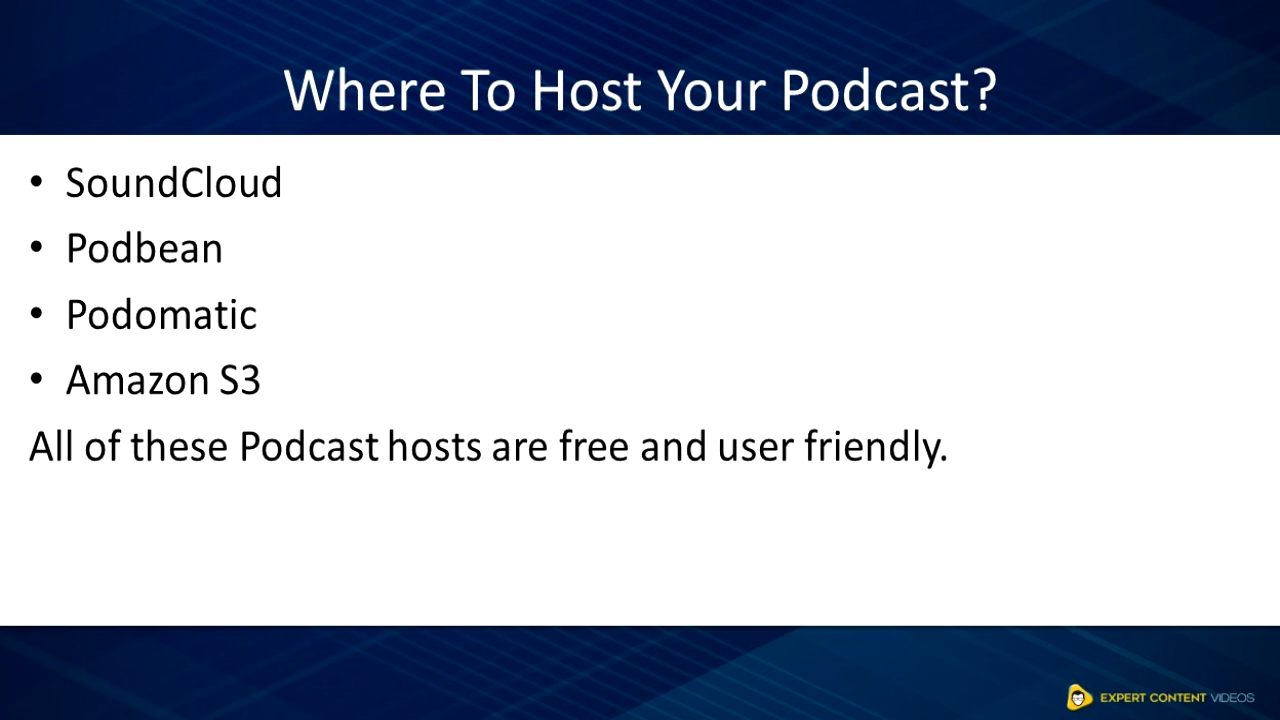 Where To Host Your Podcast?
• SoundCloud
• Podbean
• Podomatic
• Amazon S3
All of these Podcast hosts are free and user friendly.
EXPERT CONTENT VIDEOS